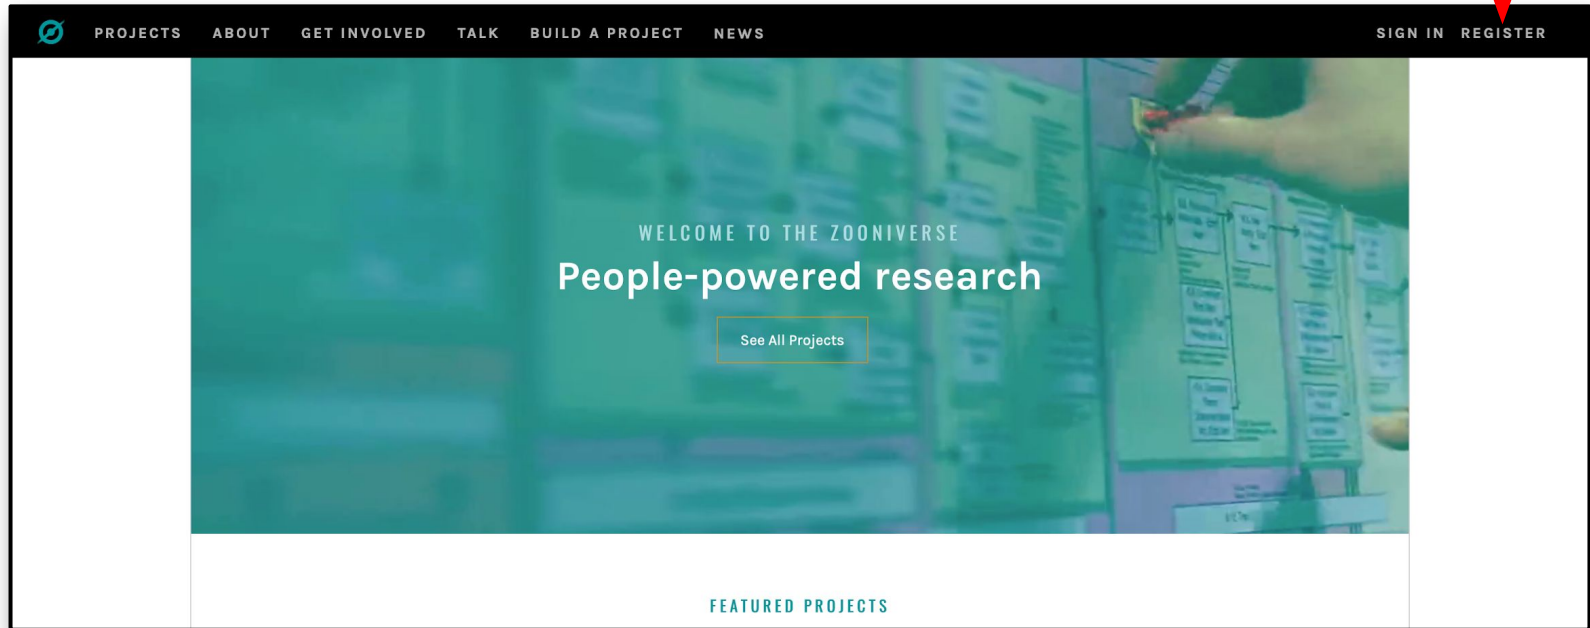 PROJECTS ABOUT GET INVOLVED TALK BUILD A PROJECT NEWS SIGN IN REGISTER
WELCOME TO THE ZOONIVERSE
People-powered research
See All Projects
FEATURED PROJECTS